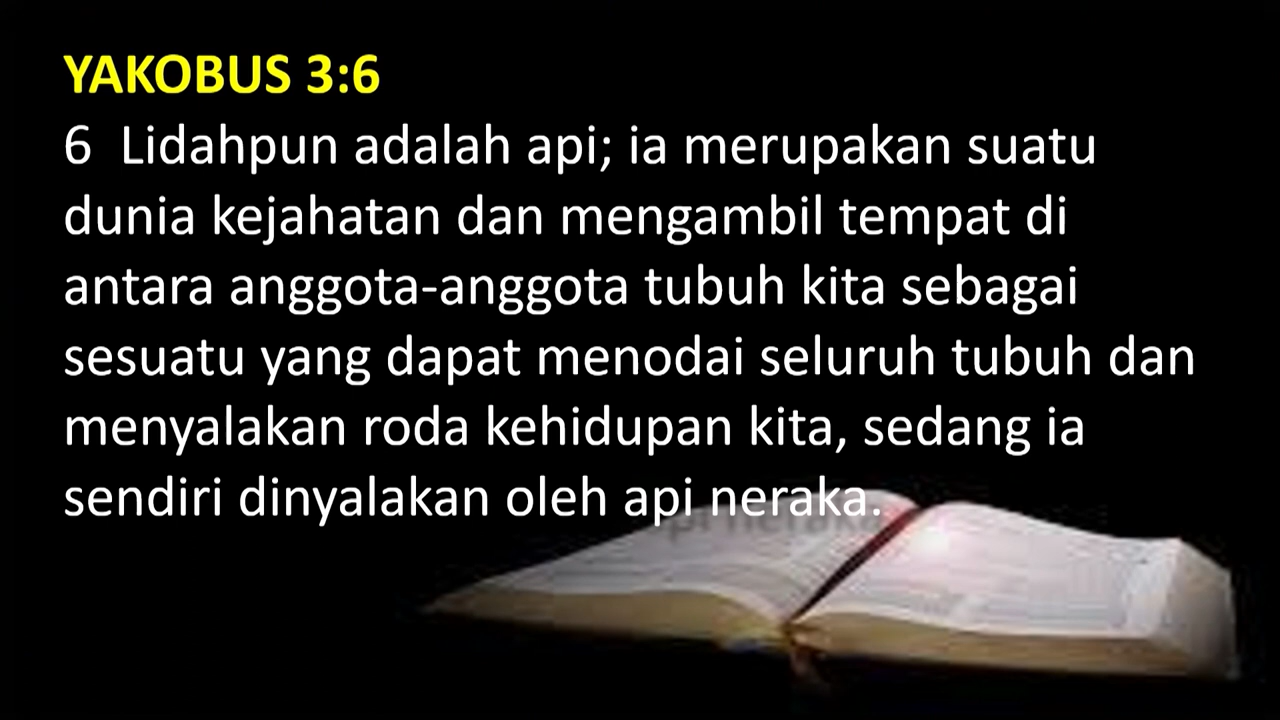 YAKOBUS 3:6
6 Lidahpun adalah api; ia merupakan suatu
dunia kejahatan dan mengambil tempat di
antara anggota-anggota tubuh kita sebagai
sesuatu yang dapat menodai seluruh tubuh dan
menyalakan roda kehidupan kita, sedang ia
sendiri dinyalakan oleh api neraka.